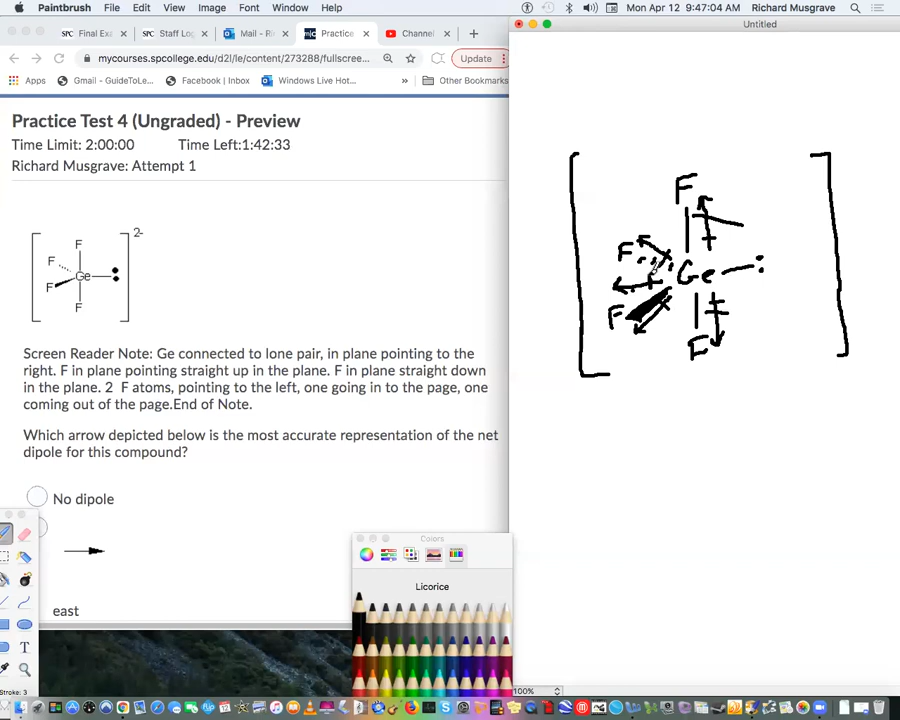 Paintbrush File Edit View Image Font Window Help
Mon Apr 12 9:47:04 AM Richard Musgrave
SPC Final Exa
SPC Staff Log
Mail - Ri
Practice
Channel
mycourses.spcollege.edu/d2l/le/content/273288/fullscree...
Update
Apps
Gmail - GuideToLe...
Facebook | Inbox
Windows Live Hot...
»
Other Bookmarks
Untitled
Practice Test 4 (Ungraded) - Preview
Time Limit: 2:00:00 Time Left:1:42:33
Richard Musgrave: Attempt 1
2-
F
F
Ge
F
F
Screen Reader Note: Ge connected to lone pair, in plane pointing to the
right. F in plane pointing straight up in the plane. F in plane straight down
in the plane. 2 F atoms, pointing to the left, one going in to the page, one
coming out of the page.End of Note.
Which arrow depicted below is the most accurate representation of the net
dipole for this compound?
No dipole
east
F
F
Ge
F
F
Colors
Licorice
T
Stroke: 3
100%